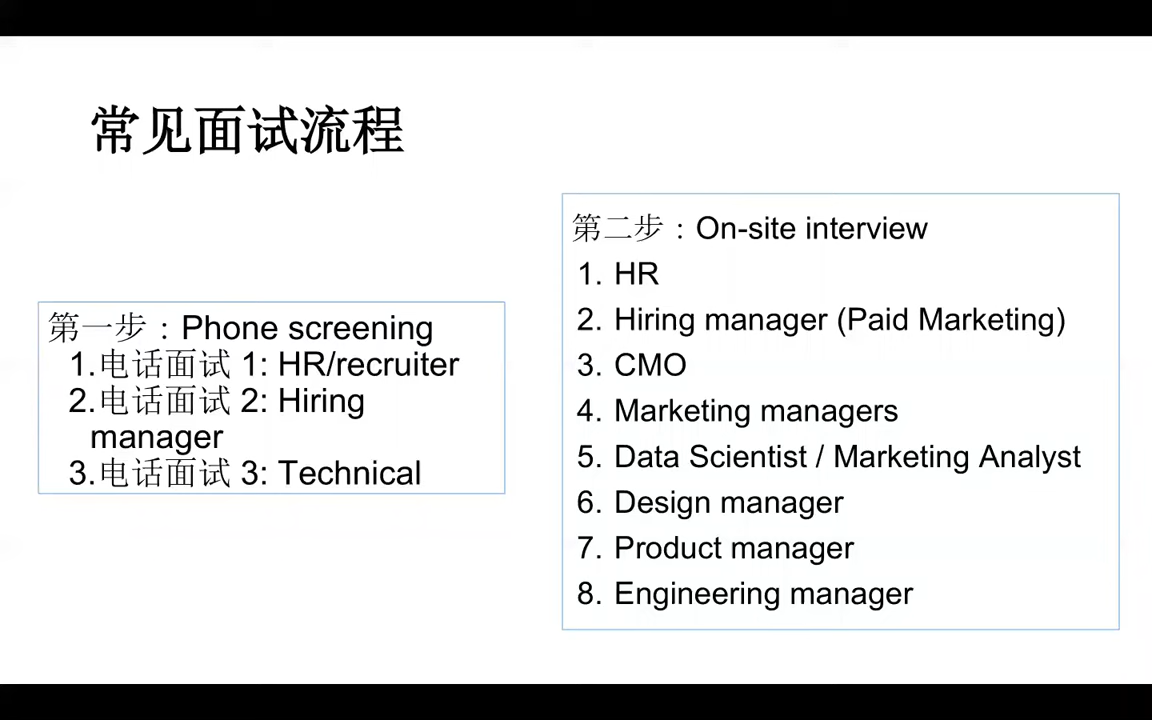 常见面试流程
第一步：Phone screening
1.电话面试 1: HR/recruiter
2.电话面试 2: Hiring
manager
3.电话面试 3: Technical
第二步：On-site interview
1. HR
2. Hiring manager (Paid Marketing)
3. CMO
4. Marketing managers
5. Data Scientist / Marketing Analyst
6. Design manager
7. Product manager
8. Engineering manager